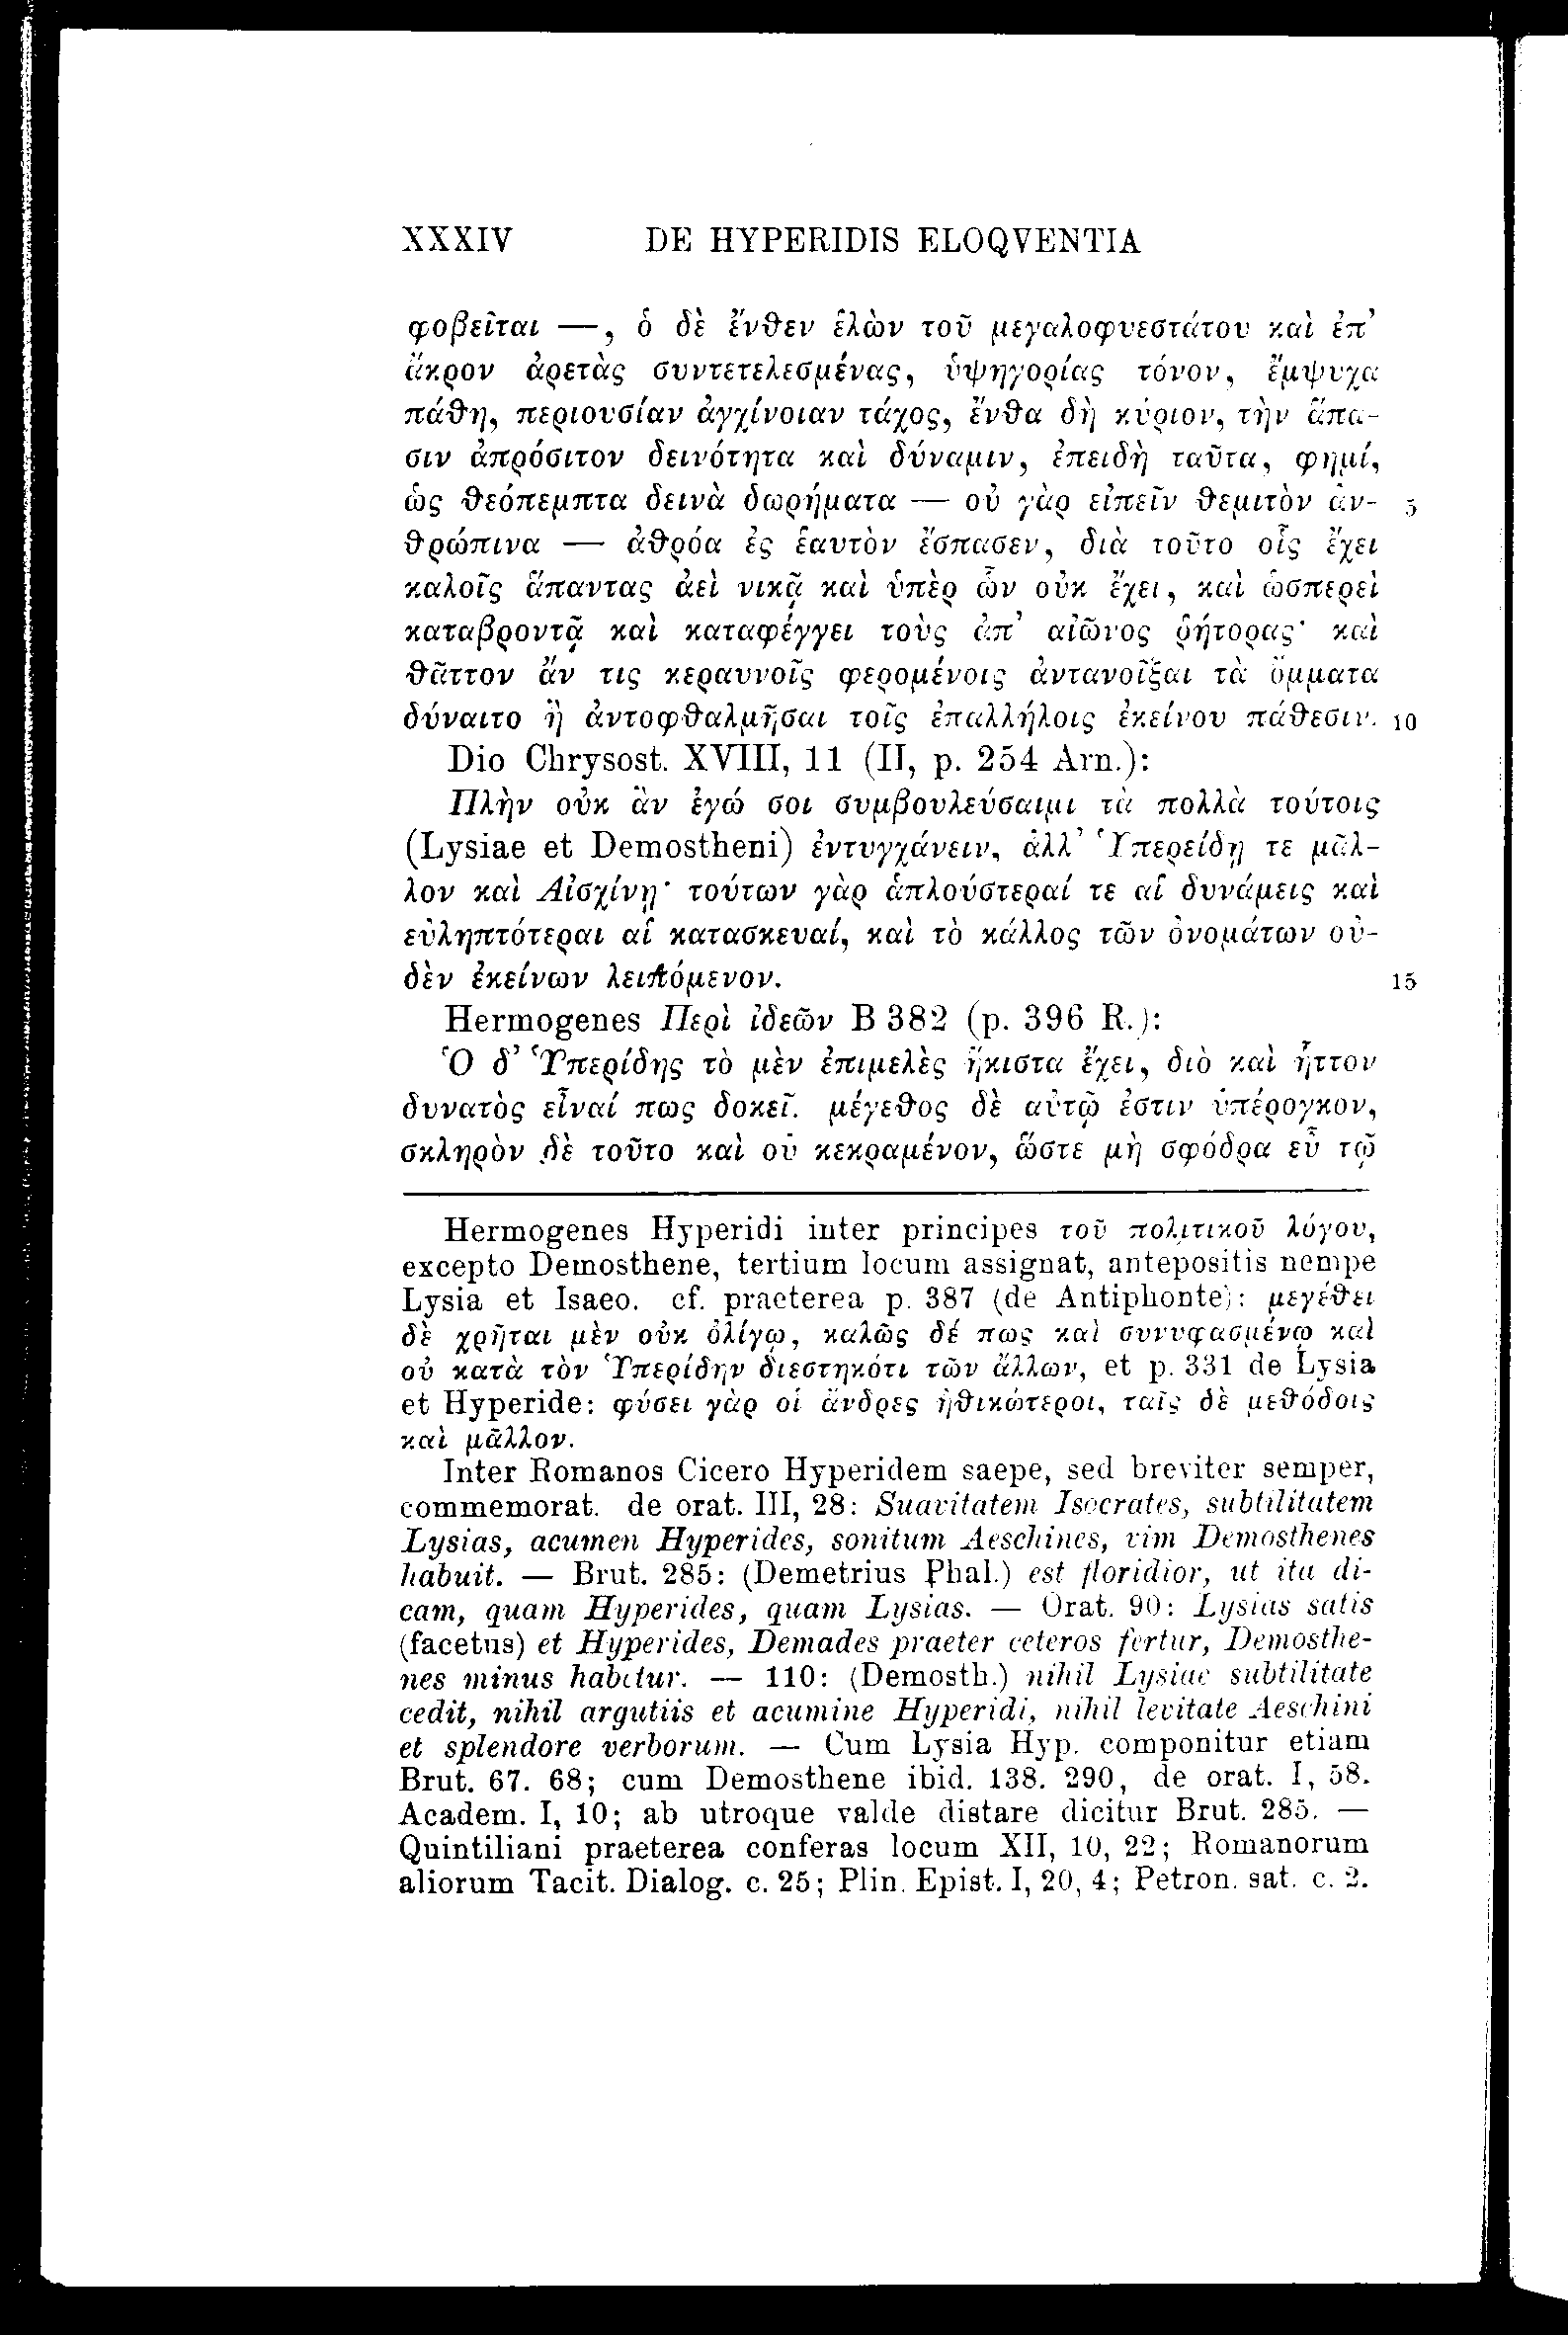 XXXIV DE HYPERIDIS ELOQVENTIA
φοβεῖται —, ὁ δὲ ἔνθεν ἑλὼν τοῦ μεγαλοφυεστάτου καὶ ἐπ᾽
ἄκρον ἀρετὰς συντετελεσμένας, ὑψηγορίας τόνον, ἔμψυχα
πάθη, περιουσίαν ἀγχίνοιαν τάχος, ἔνθα δὴ κύριον, τὴν ἅπα-
σιν ἀπρόσιτον δεινότητα καὶ δύναμιν, ἐπειδὴ ταῦτα, φημί,
ὡς θεόπεμπτα δεινὰ δωρήματα — οὐ γὰρ εἰπεῖν θεμιτὸν ἀν- 5
θρώπινα — ἀθρόα ἐς ἑαυτὸν ἔσπασεν, διὰ τοῦτο οἷς ἔχει
καλοῖς ἅπαντας ἀεὶ νικᾷ καὶ ὑπὲρ ὧν οὐκ ἔχει, καὶ ὡσπερεὶ
καταβροντᾷ καὶ καταφέγγει τοὺς ἀπ᾽ αἰῶνος ῥήτορας· καὶ
θᾶττον ἄν τις κεραυνοῖς φερομένοις ἀντανοῖξαι τὰ ὄμματα
δύναιτο ἢ ἀντοφθαλμῆσαι τοῖς ἐπαλλήλοις ἐκείνου πάθεσιν. 10
Dio Chrysost. XVIII, 11 (II, p. 254 Arn.):
Πλὴν οὐκ ἂν ἐγώ σοι συμβουλεύσαιμι τὰ πολλὰ τούτοις
(Lysiae et Demostheni) ἐντυγχάνειν, ἀλλ᾽ Ὑπερείδῃ τε μᾶλ-
λον καὶ Αἰσχίνῃ· τούτων γὰρ ἁπλούστεραί τε αἱ δυνάμεις καὶ
εὐληπτότεραι αἱ κατασκευαί, καὶ τὸ κάλλος τῶν ὀνομάτων οὐ-
δὲν ἐκείνων λειπόμενον. 15
Hermogenes Περὶ ἰδεῶν B 382 (p. 396 R.):
Ὁ δ᾽ Ὑπερίδης τὸ μὲν ἐπιμελὲς ἥκιστα ἔχει, διὸ καὶ ἧττον
δυνατὸς εἶναί πως δοκεῖ. μέγεθος δὲ αὐτῷ ἐστιν ὑπέρογκον,
σκληρὸν δὲ τοῦτο καὶ οὐ κεκραμένον, ὥστε μὴ σφόδρα εὖ τῷ
Hermogenes Hyperidi inter principes τοῦ πολιτικοῦ λόγου,
excepto Demosthene, tertium locum assignat, antepositis nempe
Lysia et Isaeo. cf. praeterea p. 387 (de Antiphonte): μεγέθει
δὲ χρῆται μὲν οὐκ ὀλίγῳ, καλῶς δέ πως καὶ συνυφασμένῳ καὶ
οὐ κατὰ τὸν Ὑπερίδην διεστηκότι τῶν ἄλλων, et p. 331 de Lysia
et Hyperide: φύσει γὰρ οἱ ἄνδρες ἠθικώτεροι, ταῖς δὲ μεθόδοις
καὶ μᾶλλον.
Inter Romanos Cicero Hyperidem saepe, sed breviter semper,
commemorat. de orat. III, 28: Suavitatem Isocrates, subtilitatem
Lysias, acumen Hyperides, sonitum Aeschines, vim Demosthenes
habuit. — Brut. 285: (Demetrius Phal.) est floridior, ut ita di-
cam, quam Hyperides, quam Lysias. — Orat. 90: Lysias satis
(facetus) et Hyperides, Demades praeter ceteros fertur, Demosthe-
nes minus habetur. — 110: (Demosth.) nihil Lysiae subtilitate
cedit, nihil argutiis et acumine Hyperidi, nihil levitate Aeschini
et splendore verborum. — Cum Lysia Hyp. componitur etiam
Brut. 67. 68; cum Demosthene ibid. 138. 290, de orat. I, 58.
Academ. I, 10; ab utroque valde distare dicitur Brut. 285. —
Quintiliani praeterea conferas locum XII, 10, 22; Romanorum
aliorum Tacit. Dialog. c. 25; Plin. Epist. I, 20, 4; Petron. sat. c. 2.